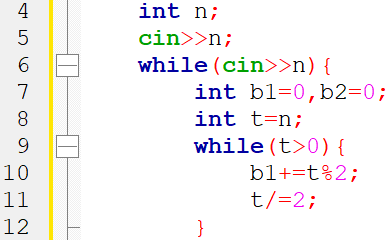 4 int n;
5 cin>>n;
6 while(cin>>n){
7 int b1=0,b2=0;
8 int t=n;
9 while(t>0){
10 b1+=t%2;
11 t/=2;
12 }